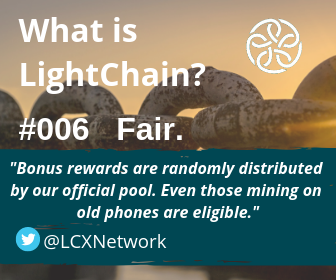 What is
LightChain?
#006 Fair.
"Bonus rewards are randomly distributed
by our official pool. Even those mining on
old phones are eligible."
@LCXNetwork